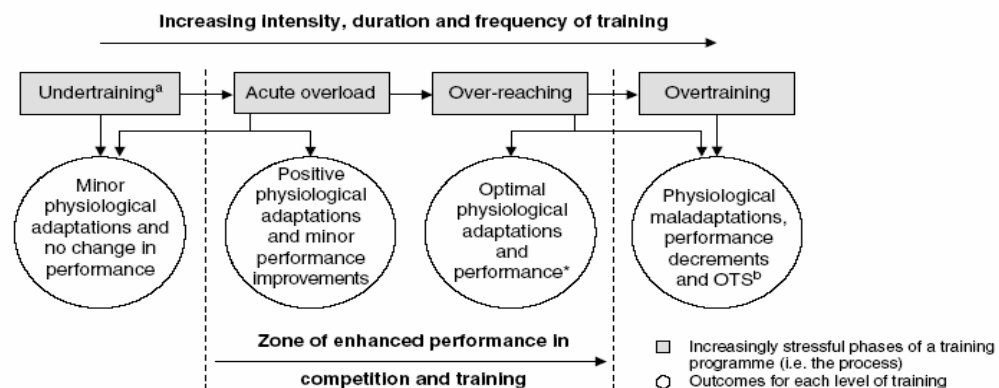 Increasing intensity, duration and frequency of training
Undertrainingᵃ
Acute overload
Over-reaching
Overtraining
Minor
physiological
adaptations and
no change in
performance
Positive
physiological
adaptations
and minor
performance
improvements
Optimal
physiological
adaptations
and
performance*
Physiological
maladaptations,
performance
decrements
and OTSᵇ
Zone of enhanced performance in
competition and training
Increasingly stressful phases of a training
programme (i.e. the process)
Outcomes for each level of training